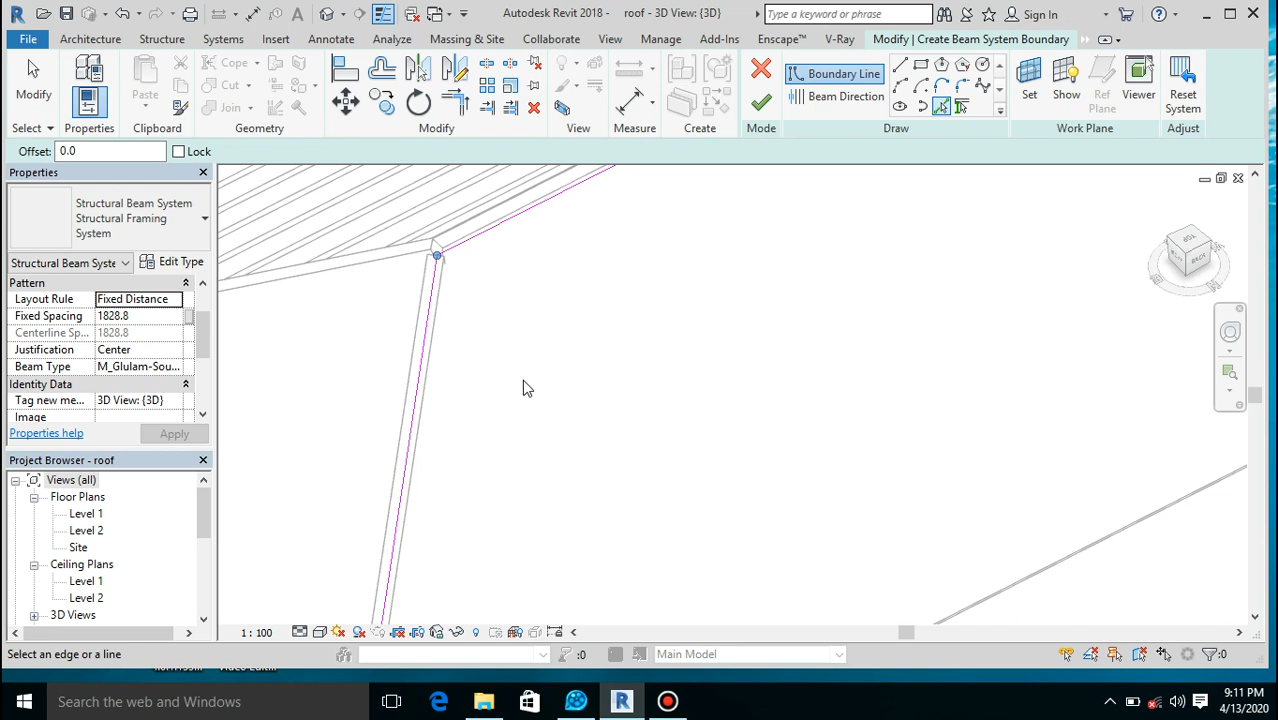 Autodesk Revit 2018 - roof - 3D View: {3D}
Type a keyword or phrase
Sign In
File Architecture Structure Systems Insert Annotate Analyze Massing & Site Collaborate View Manage Add-Ins Enscape™ V-Ray Modify | Create Beam System Boundary
Modify
Properties
Paste
Cope
Cut
Join
Boundary Line
Beam Direction
Set
Show
Ref Plane
Viewer
Reset System
Select
Properties
Clipboard
Geometry
Modify
View
Measure
Create
Mode
Draw
Work Plane
Adjust
Offset: 0.0
Lock
Properties
Structural Beam System
Structural Framing
System
Structural Beam Syste
Edit Type
Pattern
Layout Rule Fixed Distance
Fixed Spacing 1828.8
Centerline Sp... 1828.8
Justification Center
Beam Type M_Glulam-Sou...
Identity Data
Tag new me... 3D View: {3D}
Image
Properties help
Apply
Project Browser - roof
Views (all)
Floor Plans
Level 1
Level 2
Site
Ceiling Plans
Level 1
Level 2
3D Views
TOP
BACK
1 : 100
Select an edge or a line
:0
Main Model
:0
Search the web and Windows
9:11 PM
4/13/2020